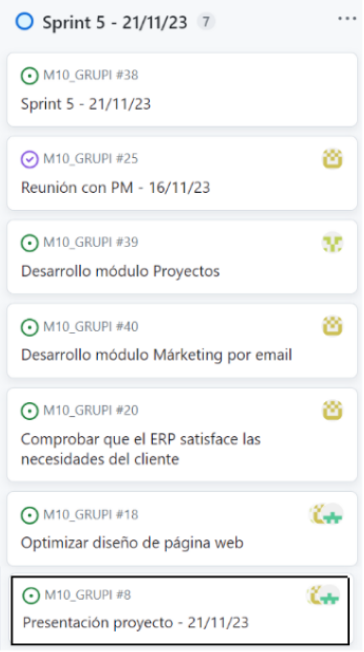 Sprint 5 - 21/11/23 7
M10_GRUPI #38
Sprint 5 - 21/11/23
M10_GRUPI #25
Reunión con PM - 16/11/23
M10_GRUPI #39
Desarrollo módulo Proyectos
M10_GRUPI #40
Desarrollo módulo Márketing por email
M10_GRUPI #20
Comprobar que el ERP satisface las
necesidades del cliente
M10_GRUPI #18
Optimizar diseño de página web
M10_GRUPI #8
Presentación proyecto - 21/11/23